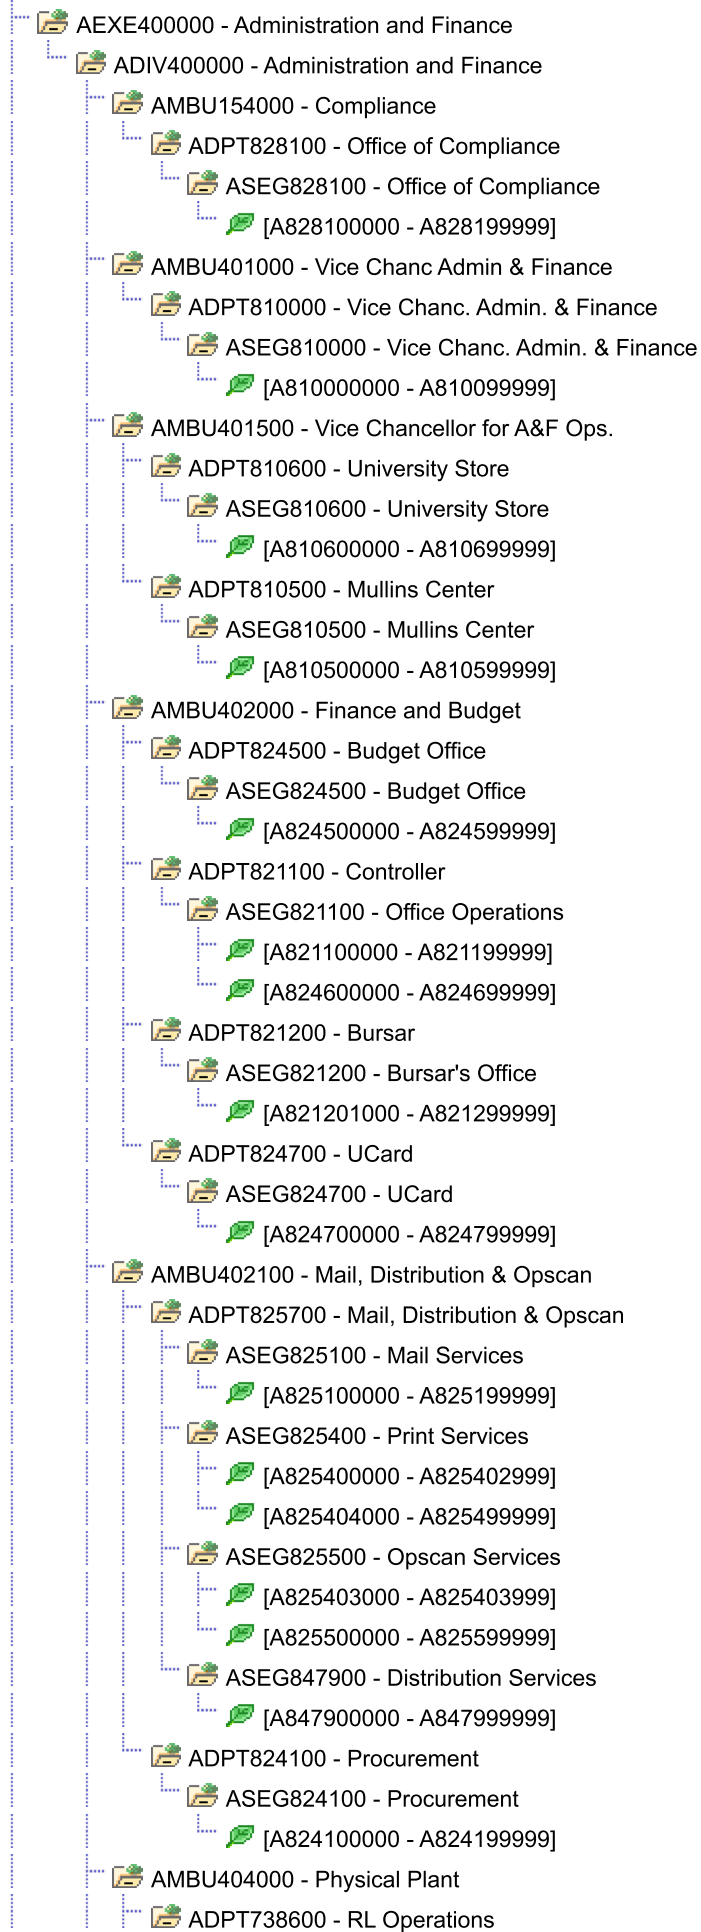 AEXE400000 - Administration and Finance
ADIV400000 - Administration and Finance
AMBU154000 - Compliance
ADPT828100 - Office of Compliance
ASEG828100 - Office of Compliance
[A828100000 - A828199999]
AMBU401000 - Vice Chanc Admin & Finance
ADPT810000 - Vice Chanc. Admin. & Finance
ASEG810000 - Vice Chanc. Admin. & Finance
[A810000000 - A810099999]
AMBU401500 - Vice Chancellor for A&F Ops.
ADPT810600 - University Store
ASEG810600 - University Store
[A810600000 - A810699999]
ADPT810500 - Mullins Center
ASEG810500 - Mullins Center
[A810500000 - A810599999]
AMBU402000 - Finance and Budget
ADPT824500 - Budget Office
ASEG824500 - Budget Office
[A824500000 - A824599999]
ADPT821100 - Controller
ASEG821100 - Office Operations
[A821100000 - A821199999]
[A824600000 - A824699999]
ADPT821200 - Bursar
ASEG821200 - Bursar's Office
[A821201000 - A821299999]
ADPT824700 - UCard
ASEG824700 - UCard
[A824700000 - A824799999]
AMBU402100 - Mail, Distribution & Opscan
ADPT825700 - Mail, Distribution & Opscan
ASEG825100 - Mail Services
[A825100000 - A825199999]
ASEG825400 - Print Services
[A825400000 - A825402999]
[A825404000 - A825499999]
ASEG825500 - Opscan Services
[A825403000 - A825403999]
[A825500000 - A825599999]
ASEG847900 - Distribution Services
[A847900000 - A847999999]
ADPT824100 - Procurement
ASEG824100 - Procurement
[A824100000 - A824199999]
AMBU404000 - Physical Plant
ADPT738600 - RL Operations